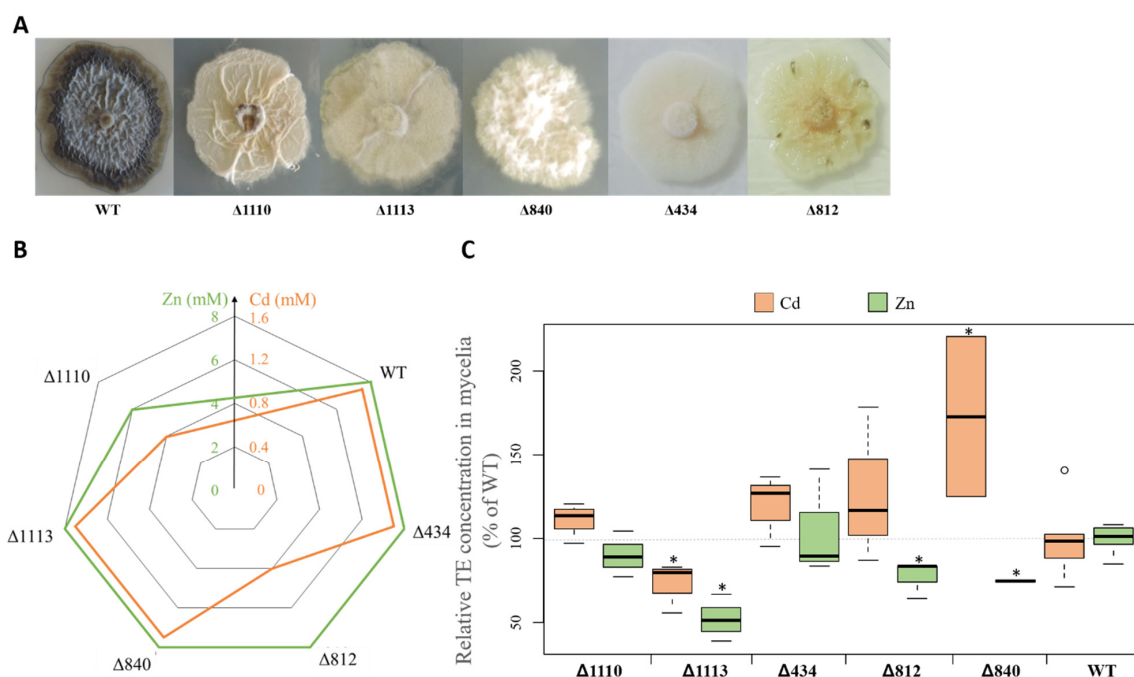 A
WT Δ1110 Δ1113 Δ840 Δ434 Δ812
B
Zn (mM) Cd (mM)
8 1.6
6 1.2
4 0.8
2 0.4
0 0
WT
Δ434
Δ812
Δ840
Δ1113
Δ1110
C
Cd Zn
Relative TE concentration in mycelia
(% of WT)
200
150
100
50
* * * * *
Δ1110 Δ1113 Δ434 Δ812 Δ840 WT